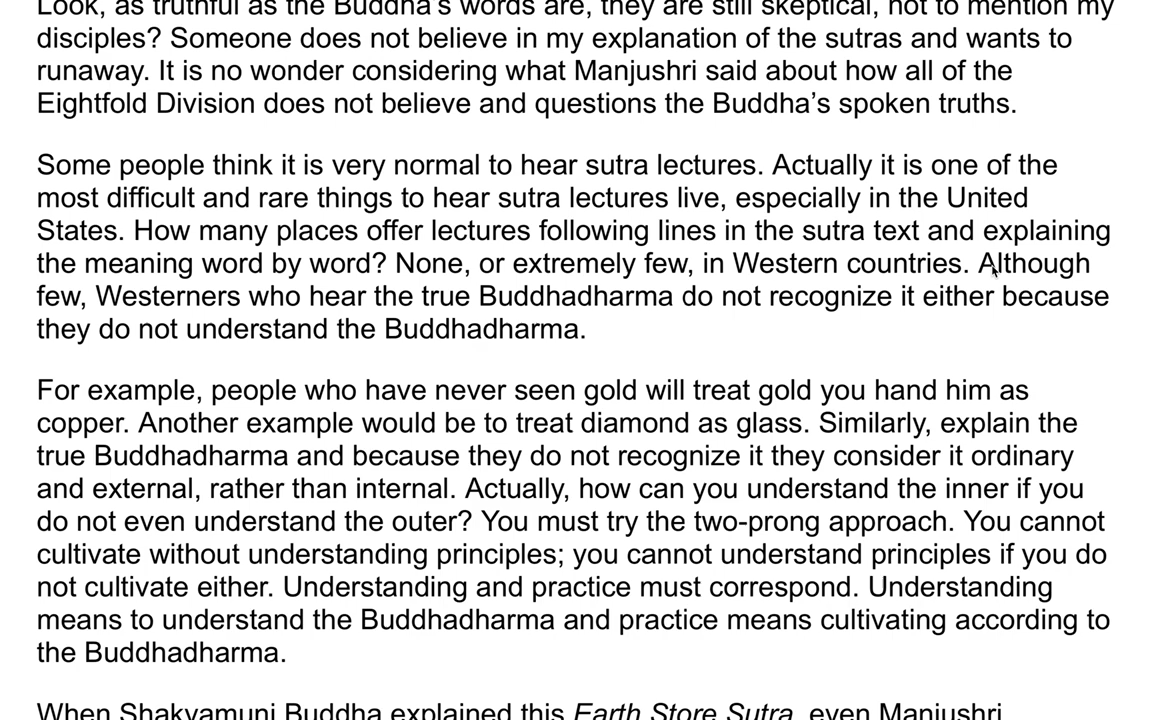 Look, as truthful as the Buddha's words are, they are still skeptical, not to mention my
disciples? Someone does not believe in my explanation of the sutras and wants to
runaway. It is no wonder considering what Manjushri said about how all of the
Eightfold Division does not believe and questions the Buddha's spoken truths.
Some people think it is very normal to hear sutra lectures. Actually it is one of the
most difficult and rare things to hear sutra lectures live, especially in the United
States. How many places offer lectures following lines in the sutra text and explaining
the meaning word by word? None, or extremely few, in Western countries. Although
few, Westerners who hear the true Buddhadharma do not recognize it either because
they do not understand the Buddhadharma.
For example, people who have never seen gold will treat gold you hand him as
copper. Another example would be to treat diamond as glass. Similarly, explain the
true Buddhadharma and because they do not recognize it they consider it ordinary
and external, rather than internal. Actually, how can you understand the inner if you
do not even understand the outer? You must try the two-prong approach. You cannot
cultivate without understanding principles; you cannot understand principles if you do
not cultivate either. Understanding and practice must correspond. Understanding
means to understand the Buddhadharma and practice means cultivating according to
the Buddhadharma.
When Shakyamuni Buddha explained this Earth Store Sutra, even Manjushri